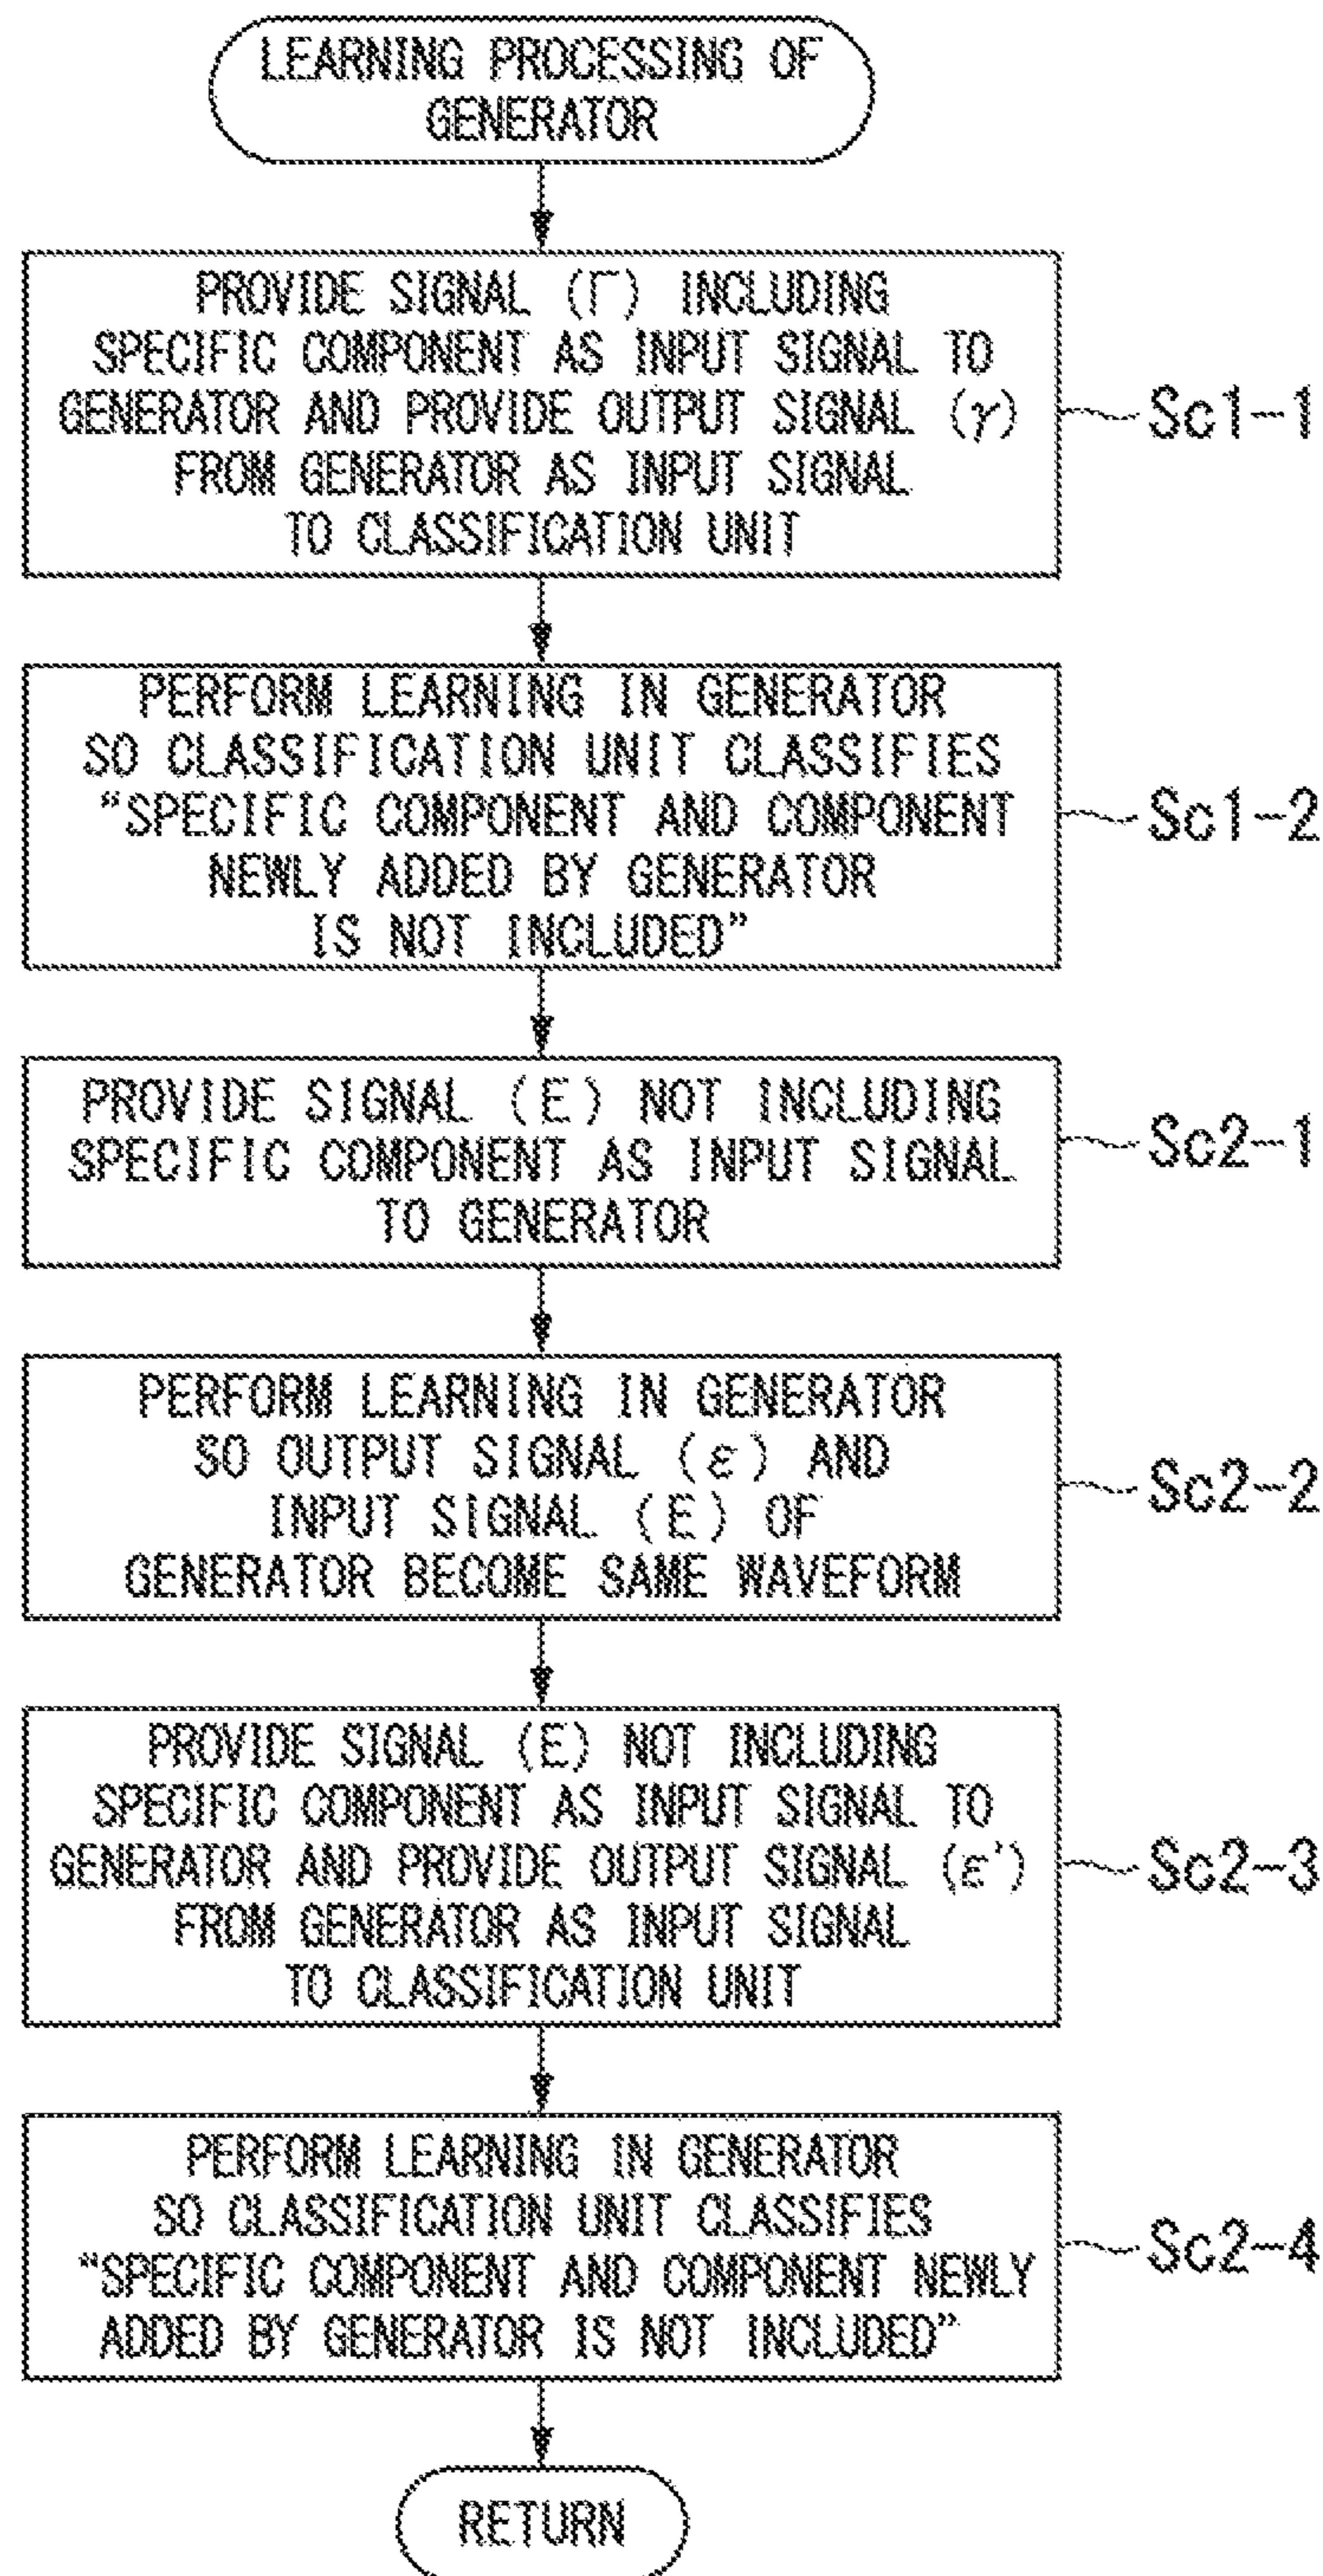 LEARNING PROCESSING OF
GENERATOR
PROVIDE SIGNAL (Γ) INCLUDING
SPECIFIC COMPONENT AS INPUT SIGNAL TO
GENERATOR AND PROVIDE OUTPUT SIGNAL (γ)
FROM GENERATOR AS INPUT SIGNAL
TO CLASSIFICATION UNIT
Sc1-1
PERFORM LEARNING IN GENERATOR
SO CLASSIFICATION UNIT CLASSIFIES
“SPECIFIC COMPONENT AND COMPONENT
NEWLY ADDED BY GENERATOR
IS NOT INCLUDED”
Sc1-2
PROVIDE SIGNAL (E) NOT INCLUDING
SPECIFIC COMPONENT AS INPUT SIGNAL
TO GENERATOR
Sc2-1
PERFORM LEARNING IN GENERATOR
SO OUTPUT SIGNAL (ε) AND
INPUT SIGNAL (E) OF
GENERATOR BECOME SAME WAVEFORM
Sc2-2
PROVIDE SIGNAL (E) NOT INCLUDING
SPECIFIC COMPONENT AS INPUT SIGNAL TO
GENERATOR AND PROVIDE OUTPUT SIGNAL (ε')
FROM GENERATOR AS INPUT SIGNAL
TO CLASSIFICATION UNIT
Sc2-3
PERFORM LEARNING IN GENERATOR
SO CLASSIFICATION UNIT CLASSIFIES
“SPECIFIC COMPONENT AND COMPONENT NEWLY
ADDED BY GENERATOR IS NOT INCLUDED”
Sc2-4
RETURN